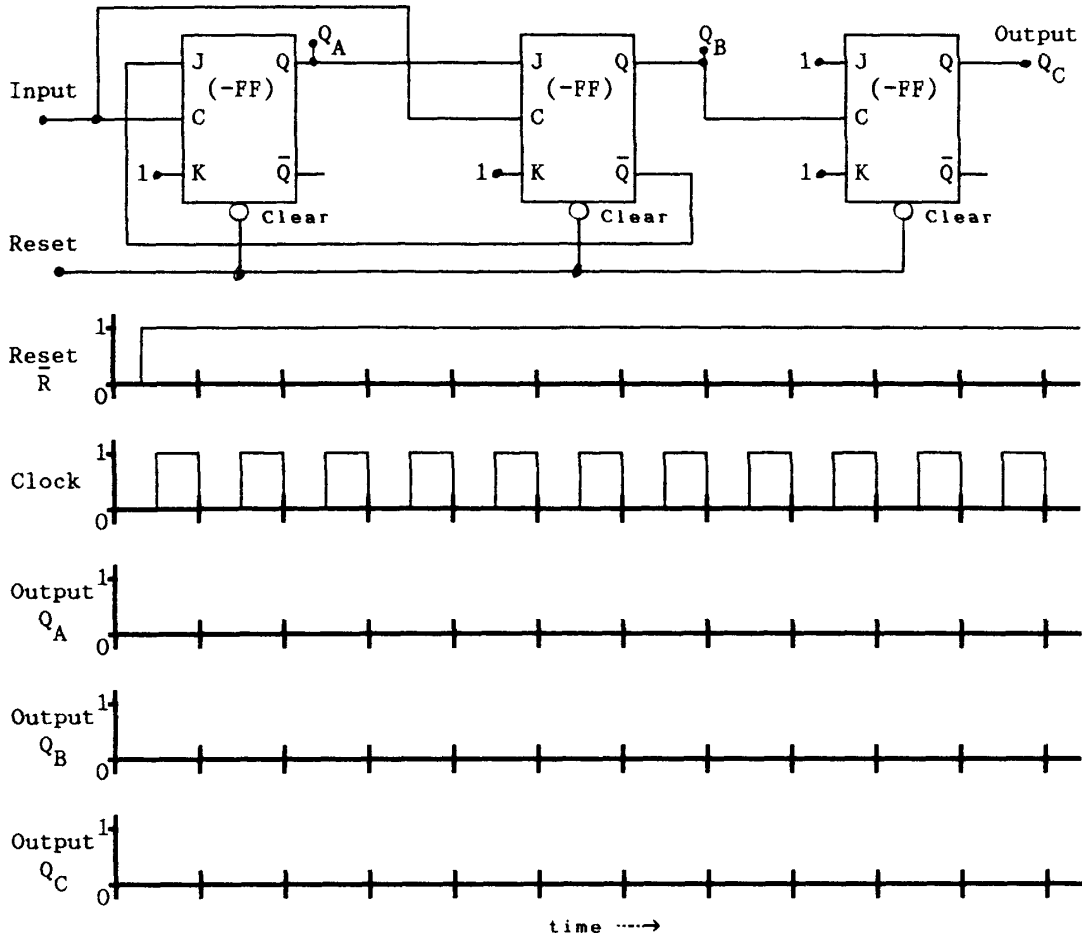 Q_A Q_B Output
J Q J Q 1 J Q Q_C
(-FF) (-FF) (-FF)
Input
C C C
1 K Q̅ 1 K Q̅ 1 K Q̅
Clear Clear Clear
Reset
1
Reset
R̅
0
1
Clock
0
1
Output
Q_A
0
1
Output
Q_B
0
1
Output
Q_C
0
time ----→